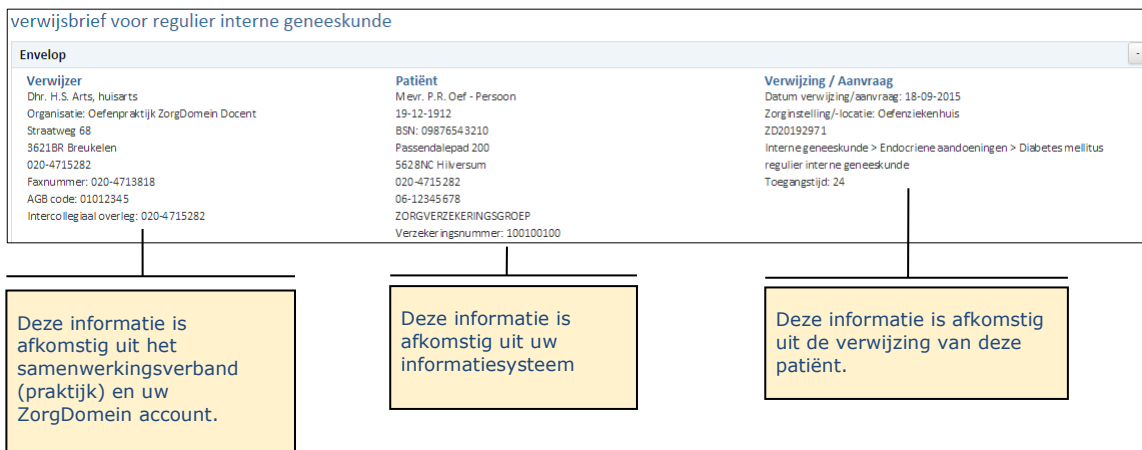 verwijsbrief voor regulier interne geneeskunde
Envelop
-
Verwijzer
Dhr. H.S. Arts, huisarts
Organisatie: Oefenpraktijk ZorgDomein Docent
Straatweg 68
3621BR Breukelen
020-4715282
Faxnummer: 020-4713818
AGB code: 01012345
Intercollegiaal overleg: 020-4715282
Patiënt
Mevr. P.R. Oef - Persoon
19-12-1912
BSN: 09876543210
Passendalepad 200
5628NC Hilversum
020-4715282
06-12345678
ZORGVERZEKERINGSGROEP
Verzekeringsnummer: 100100100
Verwijzing / Aanvraag
Datum verwijzing/aanvraag: 18-09-2015
Zorginstelling/-locatie: Oefenziekenhuis
ZD20192971
Interne geneeskunde > Endocriene aandoeningen > Diabetes mellitus
regulier interne geneeskunde
Toegangstijd: 24
Deze informatie is
afkomstig uit het
samenwerkingsverband
(praktijk) en uw
ZorgDomein account.
Deze informatie is
afkomstig uit uw
informatiesysteem
Deze informatie is afkomstig
uit de verwijzing van deze
patiënt.